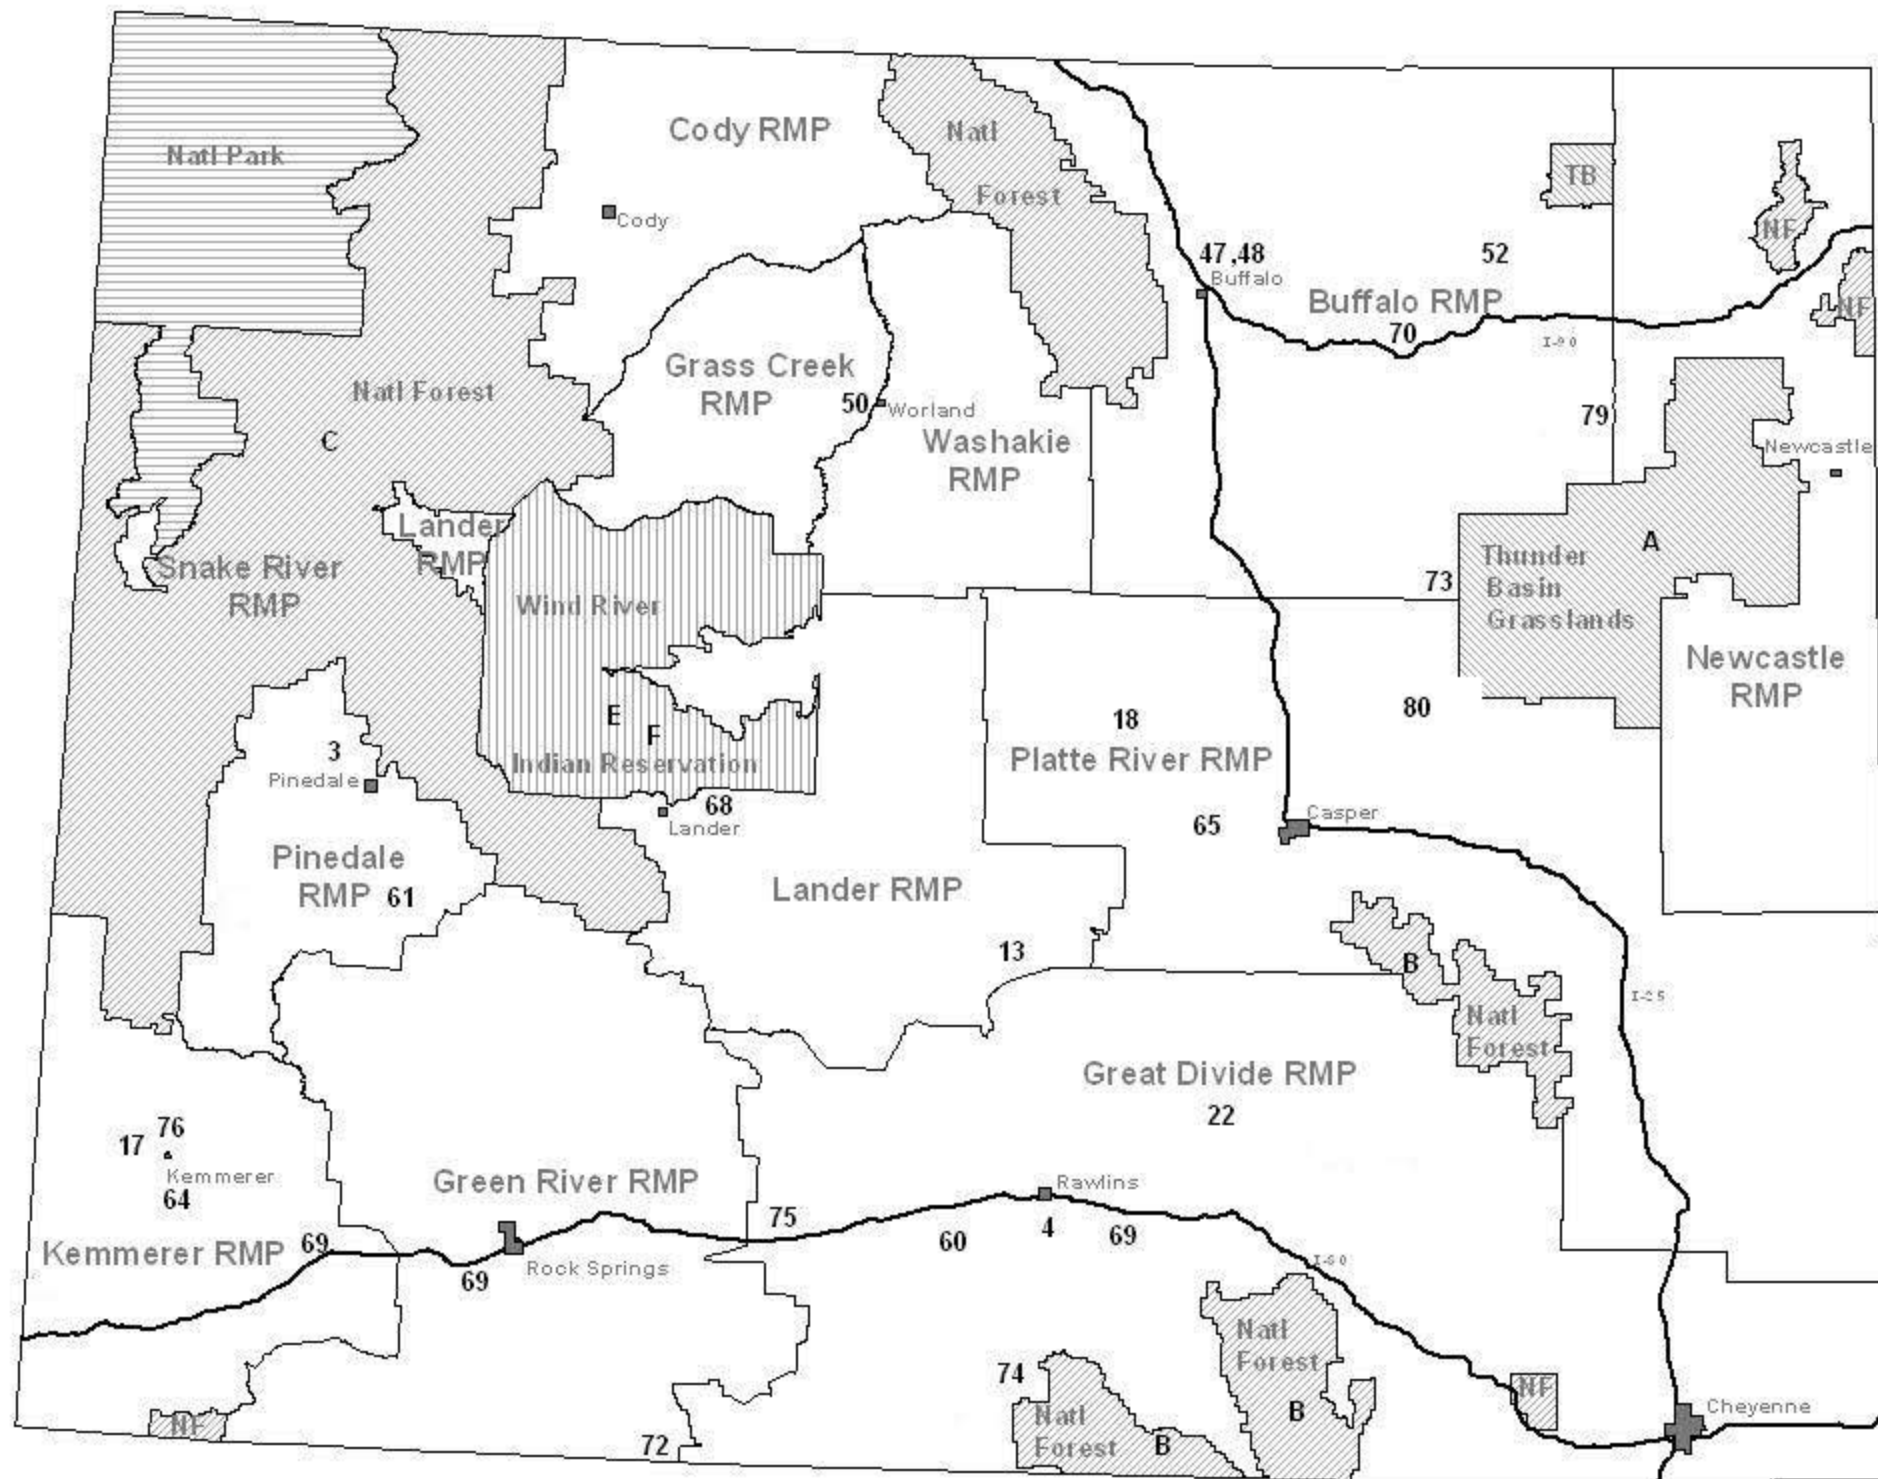 Cody RMP
Natl
Forest
Natl Park
TB
NF
Cody
47,48
52
Buffalo
Buffalo RMP
NF
70
I-90
Grass Creek
RMP
Natl Forest
50
Worland
79
C
Washakie
RMP
Newcastle
Lander
RMP
A
Snake River
RMP
Thunder
Basin
Grasslands
73
Wind River
Newcastle
RMP
E
F
18
80
3
Platte River RMP
Indian Reservation
Pinedale
68
Lander
65
Casper
Pinedale
RMP
61
Lander RMP
13
B
I-25
Natl
Forest
Great Divide RMP
22
76
17
Kemmerer
64
Green River RMP
Rawlins
75
Kemmerer RMP
69
60
4
69
69
Rock Springs
Natl
Forest
B
74
NF
Cheyenne
Natl
Forest
B
NF
72